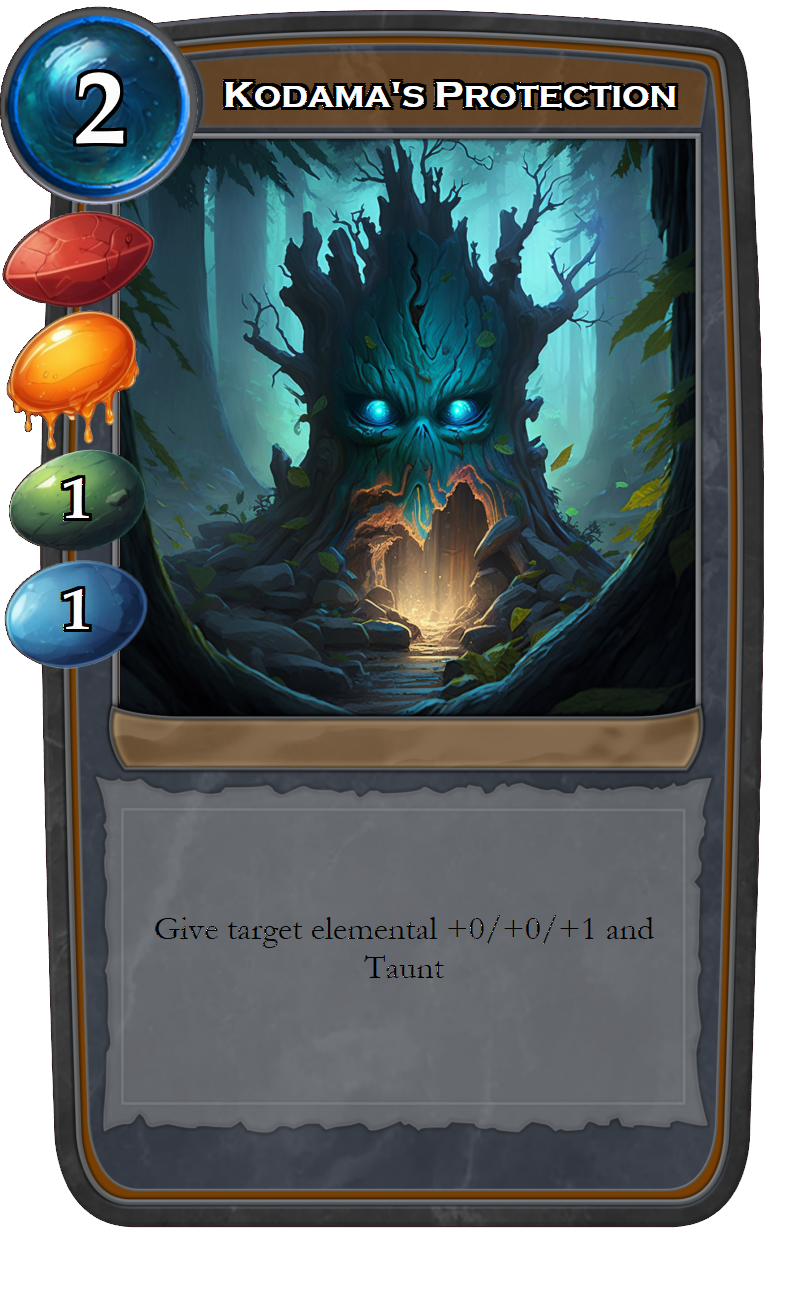 2
Kodama's Protection
1
1
Give target elemental +0/+0/+1 and
Taunt